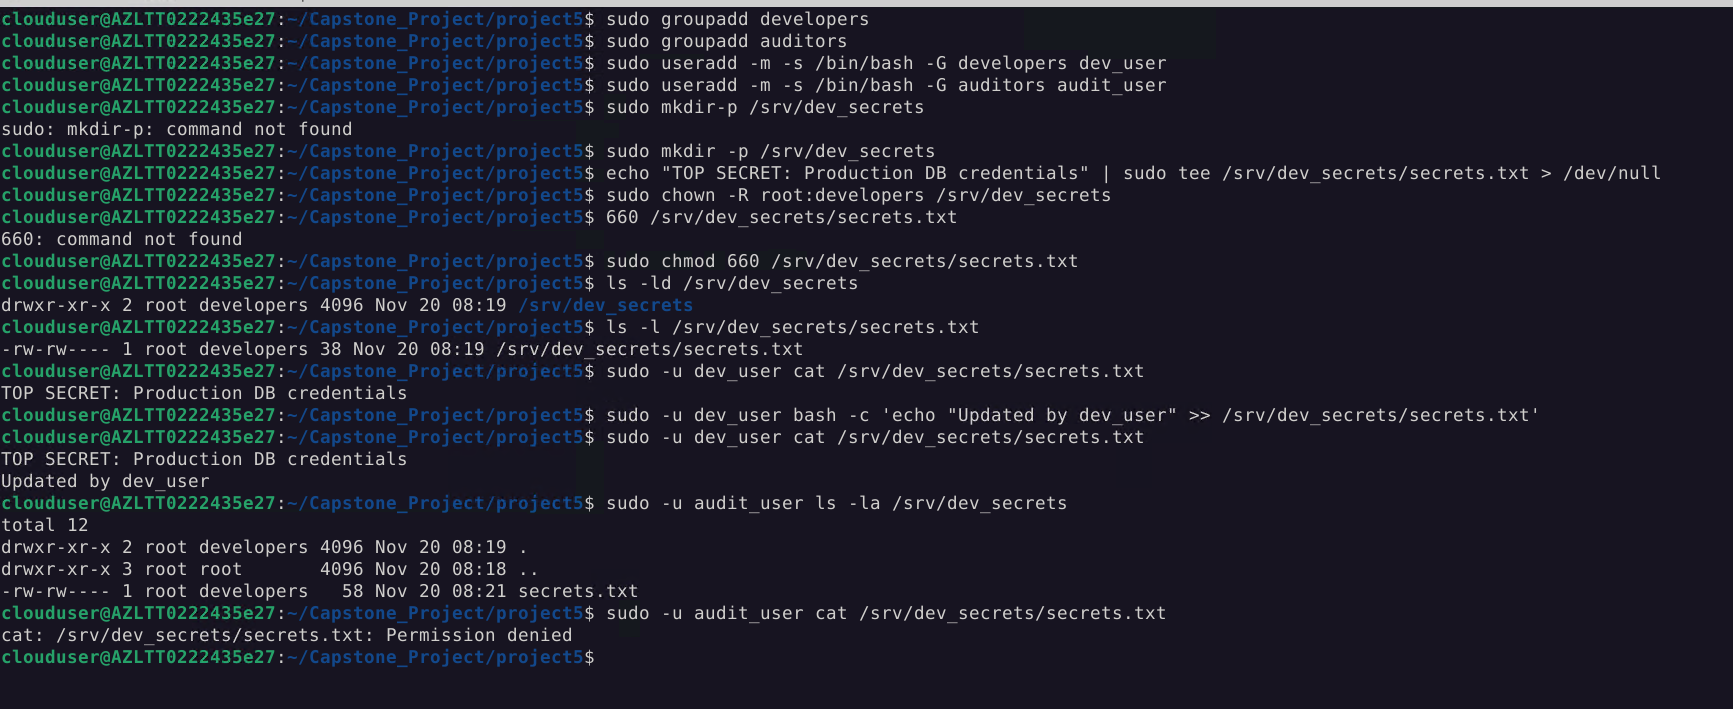 clouduser@AZLTT0222435e27:~/Capstone_Project/project5$ sudo groupadd developers
clouduser@AZLTT0222435e27:~/Capstone_Project/project5$ sudo groupadd auditors
clouduser@AZLTT0222435e27:~/Capstone_Project/project5$ sudo useradd -m -s /bin/bash -G developers dev_user
clouduser@AZLTT0222435e27:~/Capstone_Project/project5$ sudo useradd -m -s /bin/bash -G auditors audit_user
clouduser@AZLTT0222435e27:~/Capstone_Project/project5$ sudo mkdir-p /srv/dev_secrets
sudo: mkdir-p: command not found
clouduser@AZLTT0222435e27:~/Capstone_Project/project5$ sudo mkdir -p /srv/dev_secrets
clouduser@AZLTT0222435e27:~/Capstone_Project/project5$ echo "TOP SECRET: Production DB credentials" | sudo tee /srv/dev_secrets/secrets.txt > /dev/null
clouduser@AZLTT0222435e27:~/Capstone_Project/project5$ sudo chown -R root:developers /srv/dev_secrets
clouduser@AZLTT0222435e27:~/Capstone_Project/project5$ 660 /srv/dev_secrets/secrets.txt
660: command not found
clouduser@AZLTT0222435e27:~/Capstone_Project/project5$ sudo chmod 660 /srv/dev_secrets/secrets.txt
clouduser@AZLTT0222435e27:~/Capstone_Project/project5$ ls -ld /srv/dev_secrets
drwxr-xr-x 2 root developers 4096 Nov 20 08:19 /srv/dev_secrets
clouduser@AZLTT0222435e27:~/Capstone_Project/project5$ ls -l /srv/dev_secrets/secrets.txt
-rw-rw---- 1 root developers 38 Nov 20 08:19 /srv/dev_secrets/secrets.txt
clouduser@AZLTT0222435e27:~/Capstone_Project/project5$ sudo -u dev_user cat /srv/dev_secrets/secrets.txt
TOP SECRET: Production DB credentials
clouduser@AZLTT0222435e27:~/Capstone_Project/project5$ sudo -u dev_user bash -c 'echo "Updated by dev_user" >> /srv/dev_secrets/secrets.txt'
clouduser@AZLTT0222435e27:~/Capstone_Project/project5$ sudo -u dev_user cat /srv/dev_secrets/secrets.txt
TOP SECRET: Production DB credentials
Updated by dev_user
clouduser@AZLTT0222435e27:~/Capstone_Project/project5$ sudo -u audit_user ls -la /srv/dev_secrets
total 12
drwxr-xr-x 2 root developers 4096 Nov 20 08:19 .
drwxr-xr-x 3 root root       4096 Nov 20 08:18 ..
-rw-rw---- 1 root developers   58 Nov 20 08:21 secrets.txt
clouduser@AZLTT0222435e27:~/Capstone_Project/project5$ sudo -u audit_user cat /srv/dev_secrets/secrets.txt
cat: /srv/dev_secrets/secrets.txt: Permission denied
clouduser@AZLTT0222435e27:~/Capstone_Project/project5$